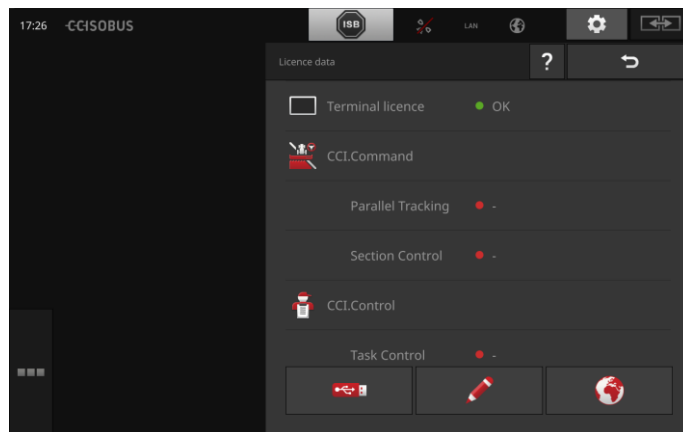 17:26 CCISOBUS ISB LAN
Licence data ?
Terminal licence OK
CCI.Command
Parallel Tracking -
Section Control -
CCI.Control
Task Control -